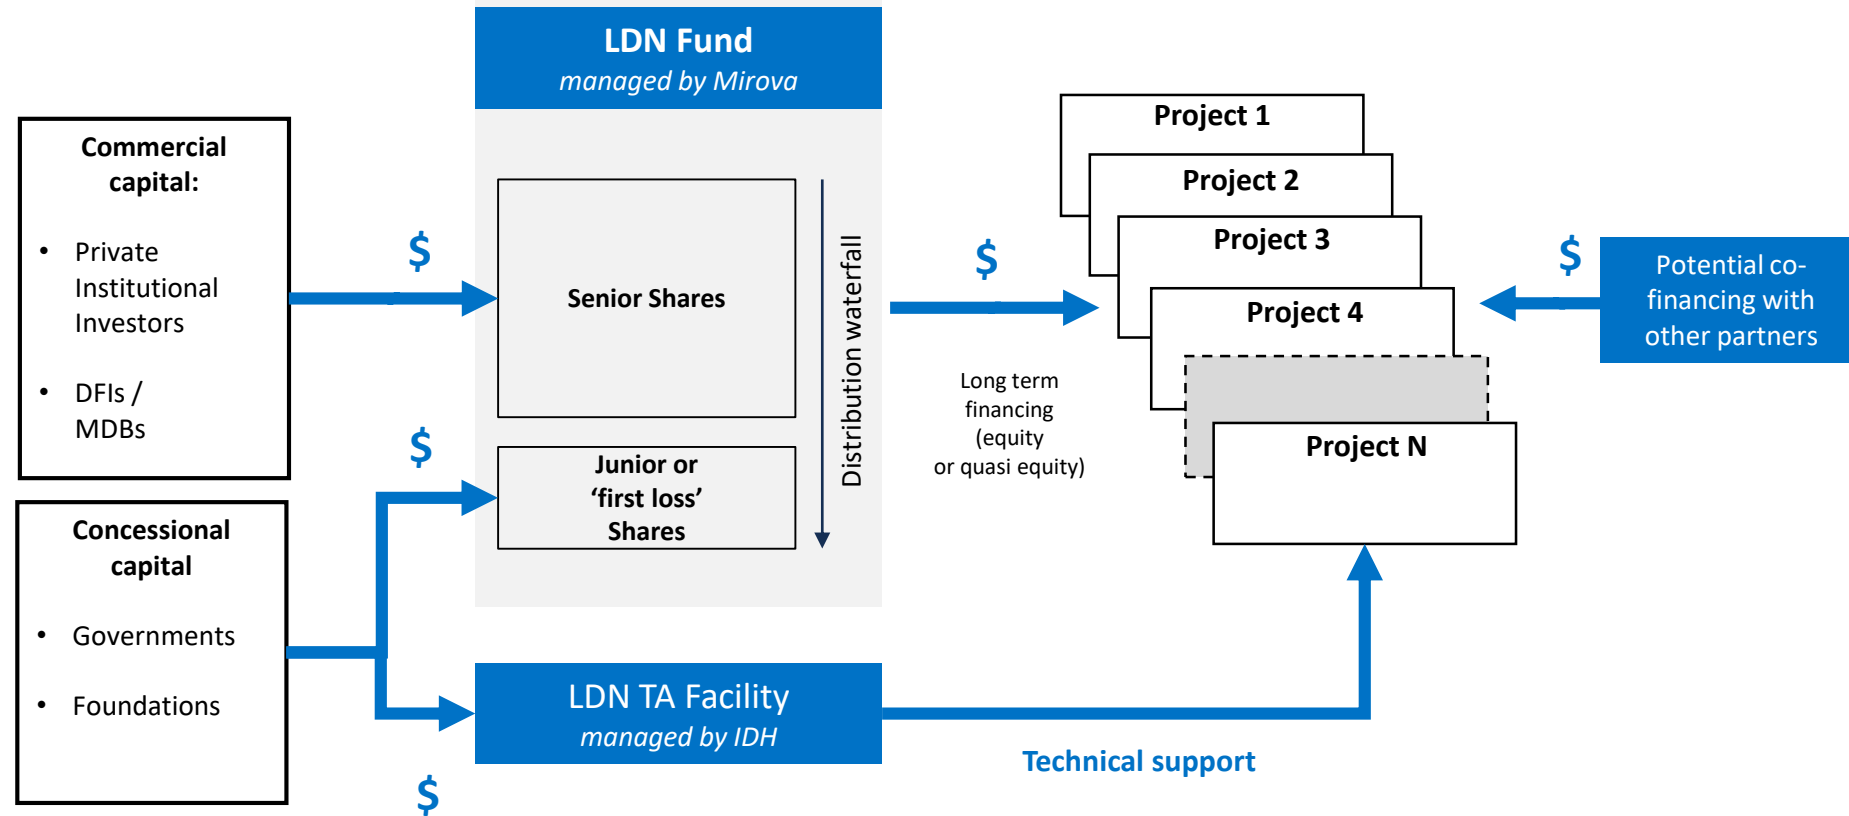 LDN Fund
managed by Mirova
Commercial
capital:
• Private
Institutional
Investors
• DFIs /
MDBs
$
Senior Shares
$
Junior or
‘first loss’
Shares
Distribution waterfall
Concessional
capital
• Governments
• Foundations
$
LDN TA Facility
managed by IDH
Technical support
$
Long term
financing
(equity
or quasi equity)
Project 1
Project 2
Project 3
Project 4
Project N
$
Potential co-
financing with
other partners